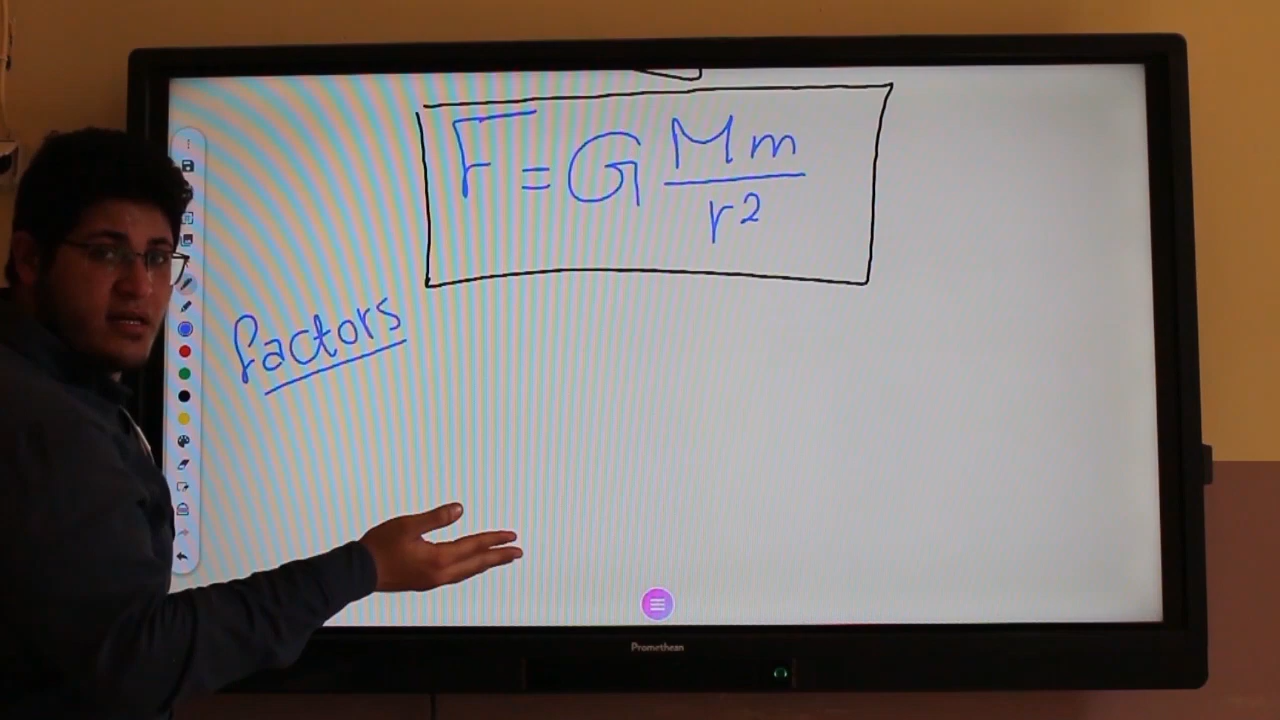 F = G Mm / r²
factors
Promethean